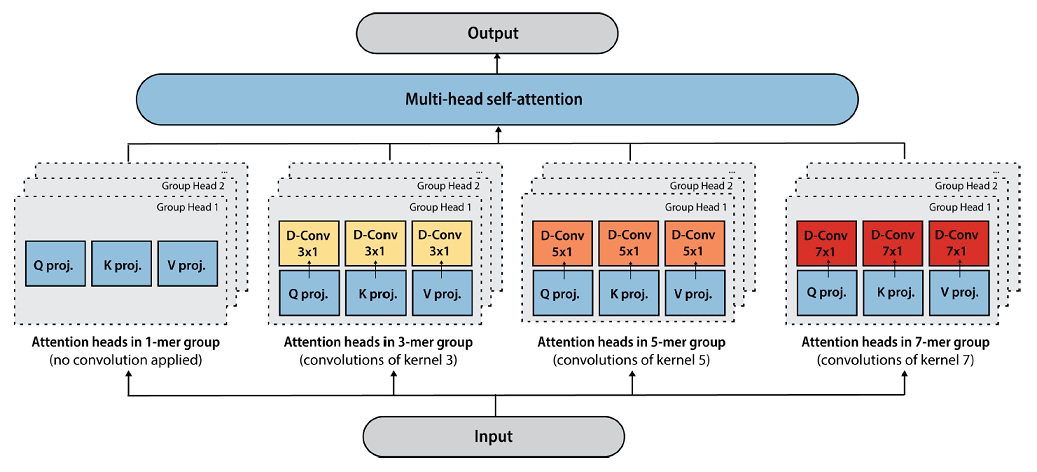 Output
Multi-head self-attention
...
Group Head 2
Group Head 1
Q proj.
K proj.
V proj.
Attention heads in 1-mer group
(no convolution applied)
...
Group Head 2
Group Head 1
D-Conv
3x1
D-Conv
3x1
D-Conv
3x1
Q proj.
K proj.
V proj.
Attention heads in 3-mer group
(convolutions of kernel 3)
...
Group Head 2
Group Head 1
D-Conv
5x1
D-Conv
5x1
D-Conv
5x1
Q proj.
K proj.
V proj.
Attention heads in 5-mer group
(convolutions of kernel 5)
...
Group Head 2
Group Head 1
D-Conv
7x1
D-Conv
7x1
D-Conv
7x1
Q proj.
K proj.
V proj.
Attention heads in 7-mer group
(convolutions of kernel 7)
Input